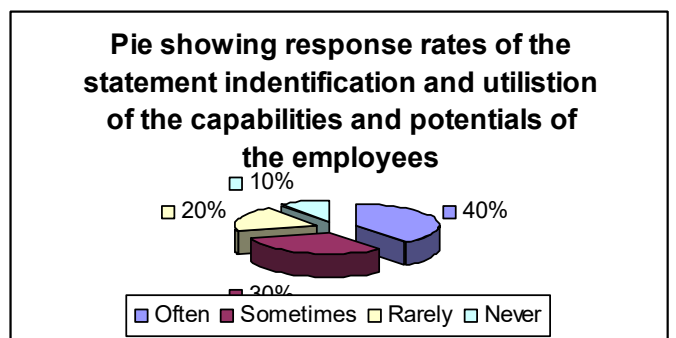 Pie showing response rates of the
statement indentification and utilistion
of the capabilities and potentials of
the employees
10%
20%
40%
30%
Often Sometimes Rarely Never